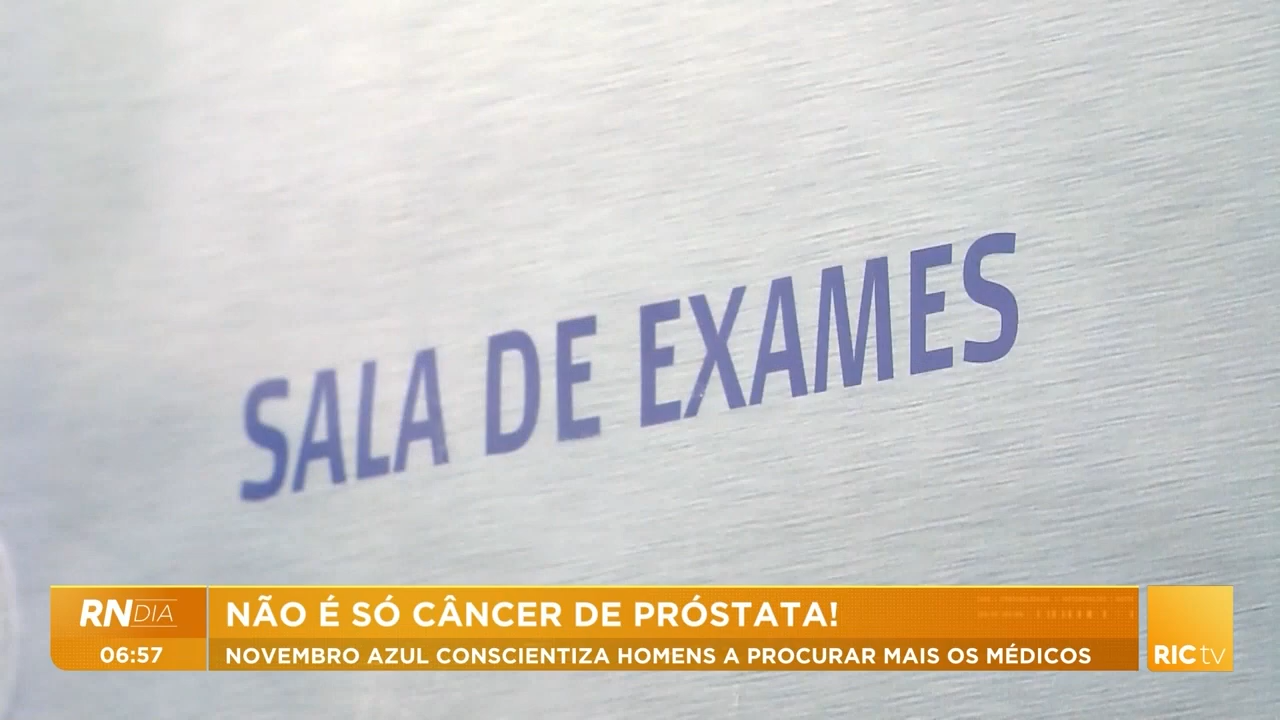 SALA DE EXAMES
RN DIA
NÃO É SÓ CÂNCER DE PRÓSTATA!
06:57
NOVEMBRO AZUL CONSCIENTIZA HOMENS A PROCURAR MAIS OS MÉDICOS
RIC tv